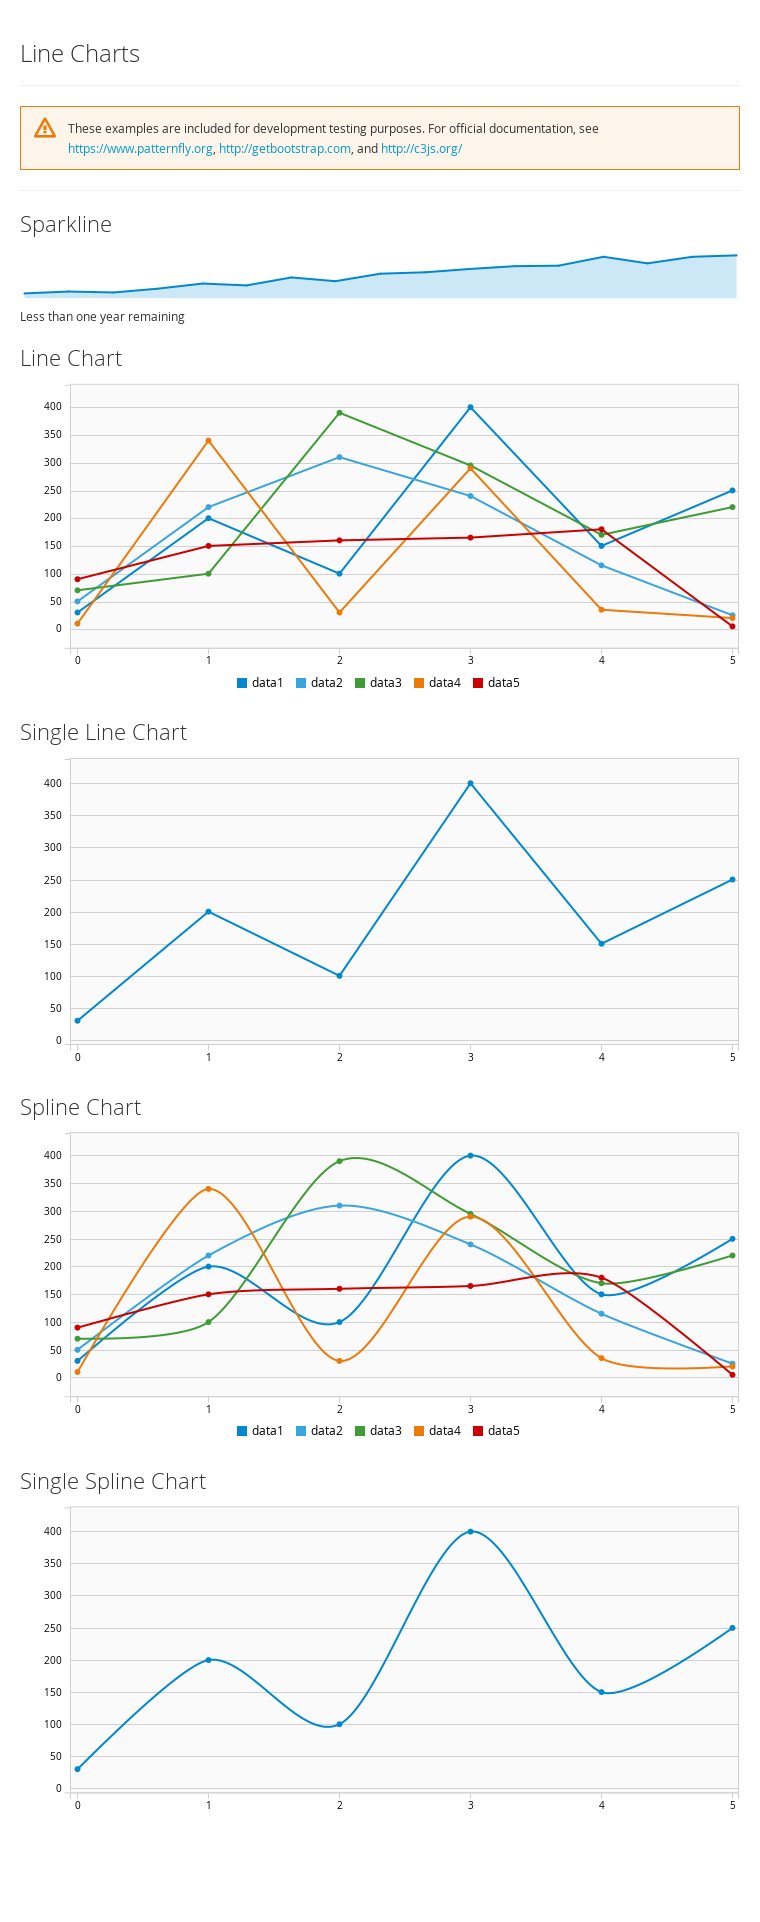 Line Charts
These examples are included for development testing purposes. For official documentation, see
https://www.patternfly.org, http://getbootstrap.com, and http://c3js.org/
Sparkline
Less than one year remaining
Line Chart
400
350
300
250
200
150
100
50
0
0 1 2 3 4 5
data1 data2 data3 data4 data5
Single Line Chart
400
350
300
250
200
150
100
50
0
0 1 2 3 4 5
Spline Chart
400
350
300
250
200
150
100
50
0
0 1 2 3 4 5
data1 data2 data3 data4 data5
Single Spline Chart
400
350
300
250
200
150
100
50
0
0 1 2 3 4 5